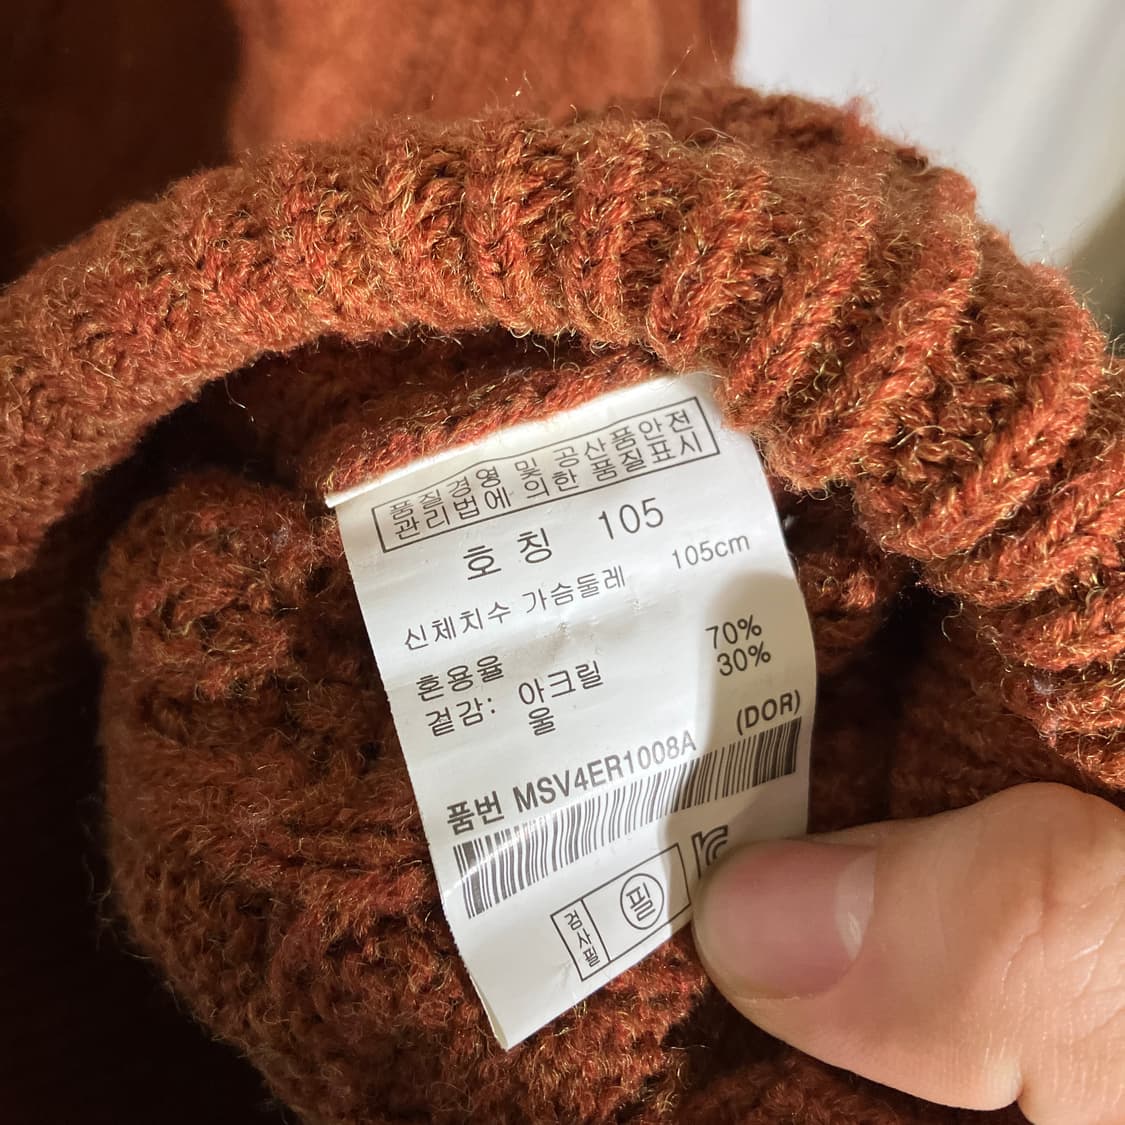 품질경영 및 공산품안전
관리법에 의한 품질표시
호칭 105
신체치수 가슴둘레 105cm
혼용율
겉감: 아크릴 70%
울 30%
(DOR)
품번 MSV4ER1008A
검사필 필